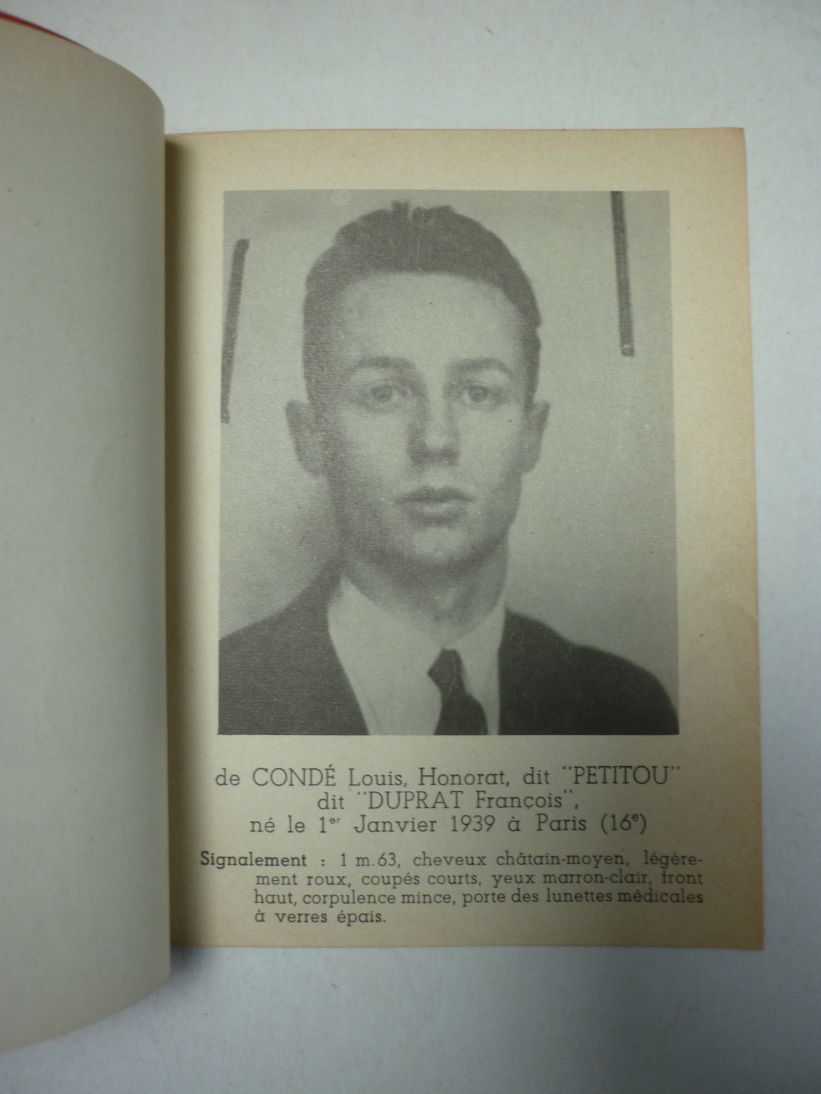 de CONDÉ Louis, Honorat, dit "PETITOU"
dit "DUPRAT François",
né le 1er Janvier 1939 à Paris (16e)
Signalement : 1 m. 63, cheveux châtain-moyen, légère-
ment roux, coupés courts, yeux marron-clair, front
haut, corpulence mince, porte des lunettes médicales
à verres épais.